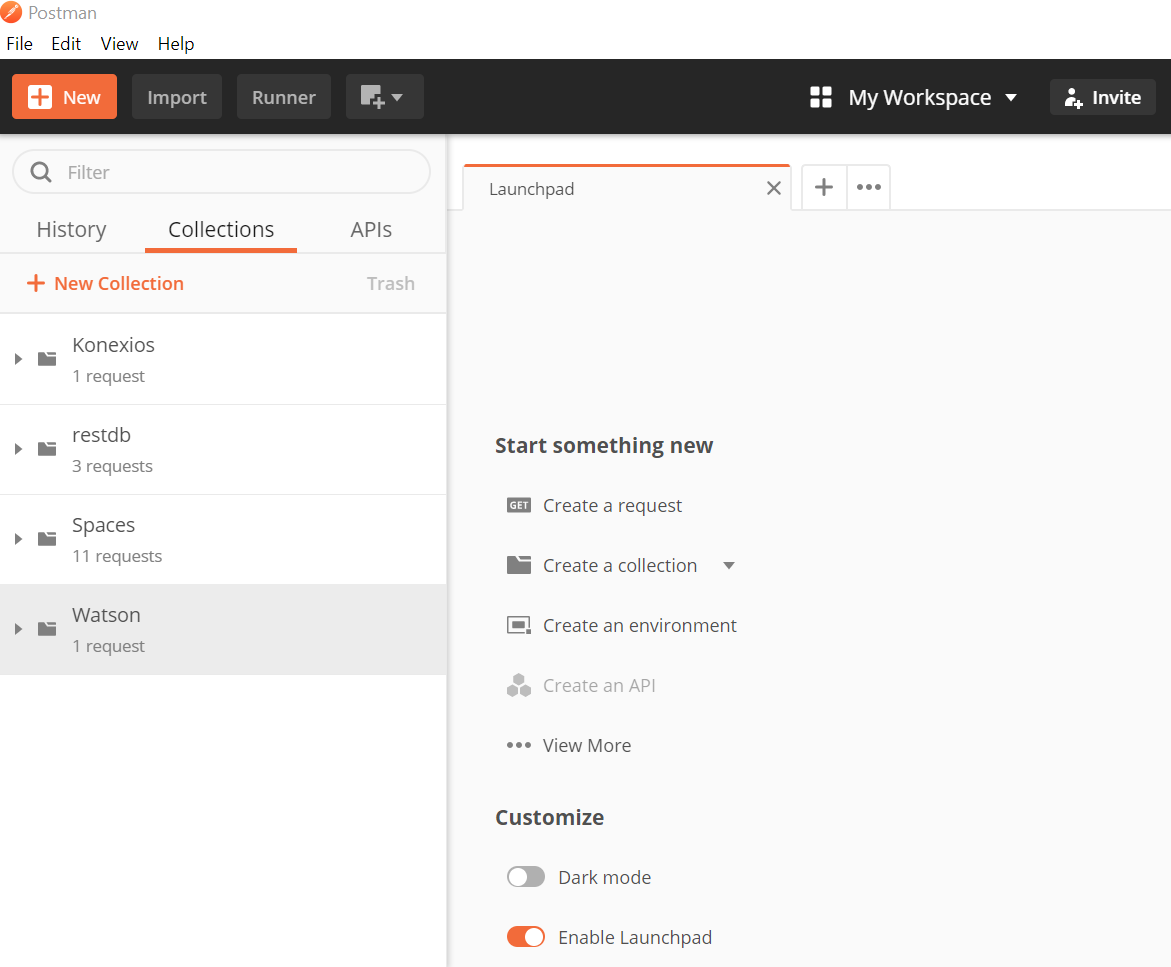 Postman
File Edit View Help
New Import Runner My Workspace Invite
Filter
Launchpad
History Collections APIs
New Collection Trash
Konexios
1 request
restdb
3 requests
Spaces
11 requests
Watson
1 request
Start something new
GET Create a request
Create a collection
Create an environment
Create an API
View More
Customize
Dark mode
Enable Launchpad